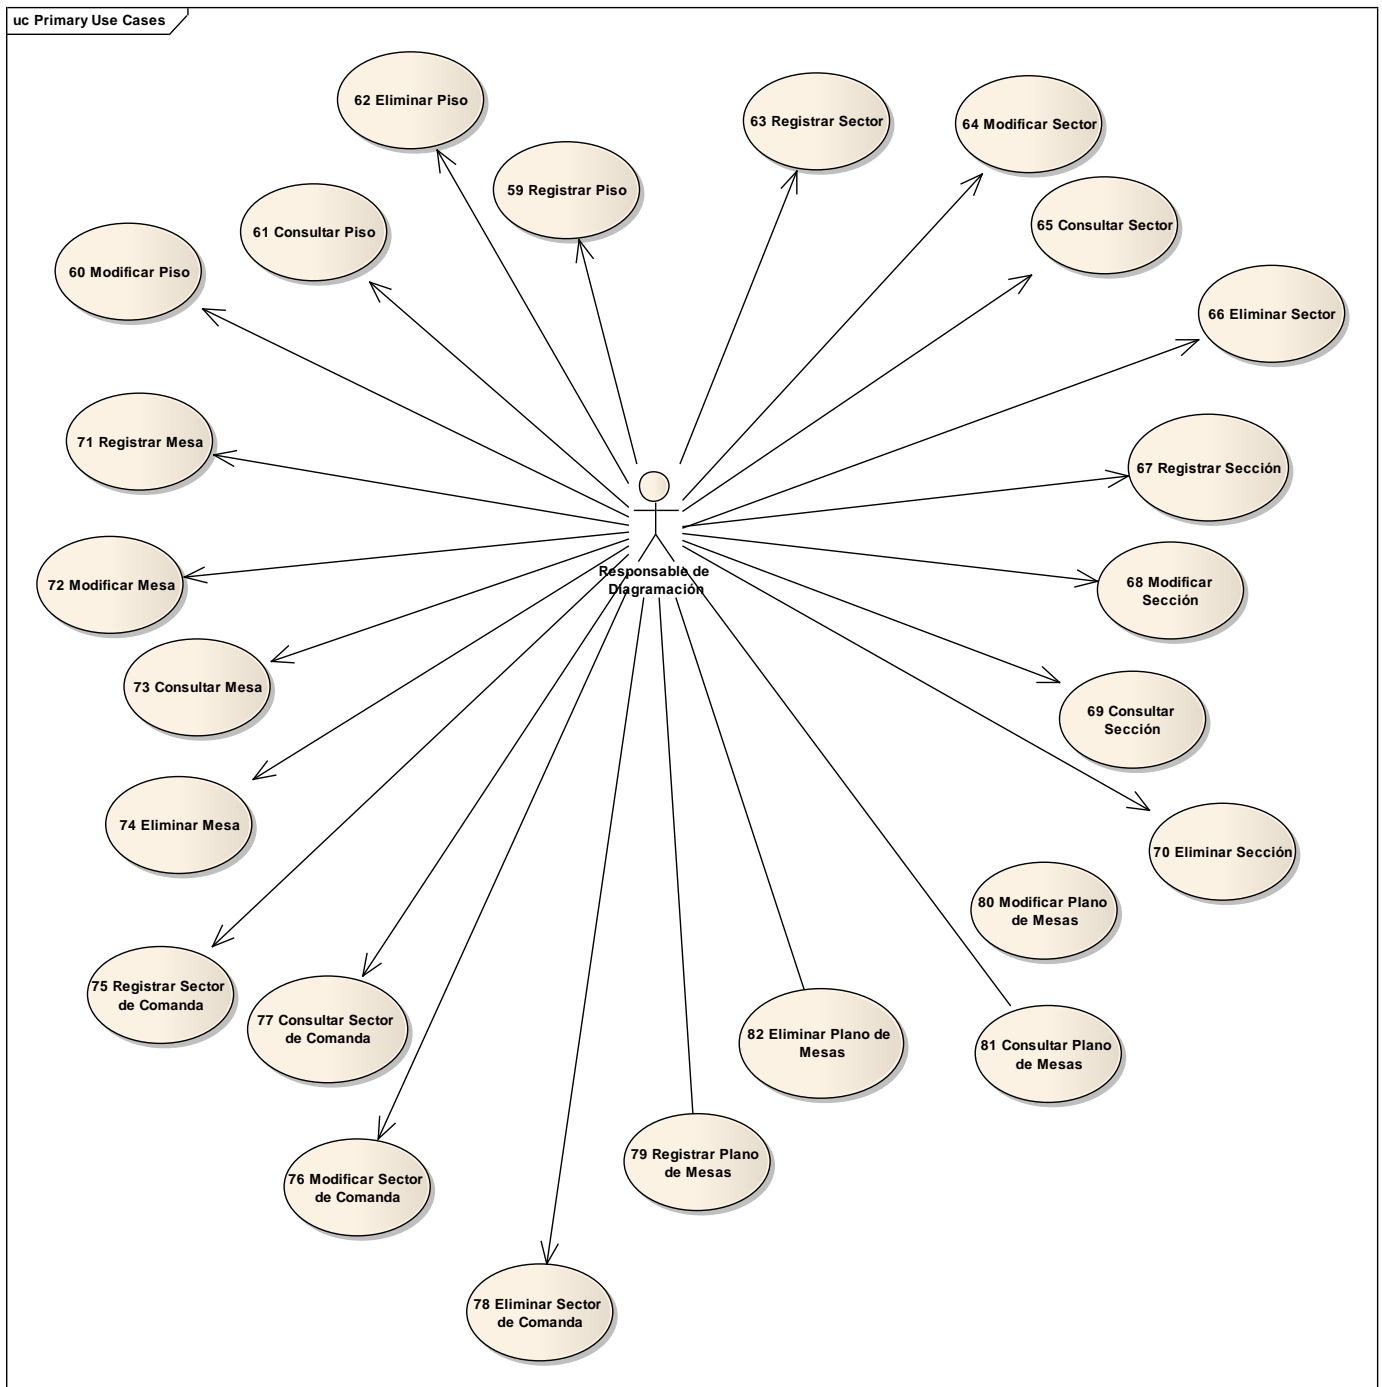 uc Primary Use Cases
62 Eliminar Piso
63 Registrar Sector
64 Modificar Sector
59 Registrar Piso
61 Consultar Piso
65 Consultar Sector
60 Modificar Piso
66 Eliminar Sector
71 Registrar Mesa
67 Registrar Sección
Responsable de
Diagramación
72 Modificar Mesa
68 Modificar
Sección
73 Consultar Mesa
69 Consultar
Sección
74 Eliminar Mesa
70 Eliminar Sección
80 Modificar Plano
de Mesas
75 Registrar Sector
de Comanda
77 Consultar Sector
de Comanda
82 Eliminar Plano de
Mesas
81 Consultar Plano
de Mesas
79 Registrar Plano
de Mesas
76 Modificar Sector
de Comanda
78 Eliminar Sector
de Comanda